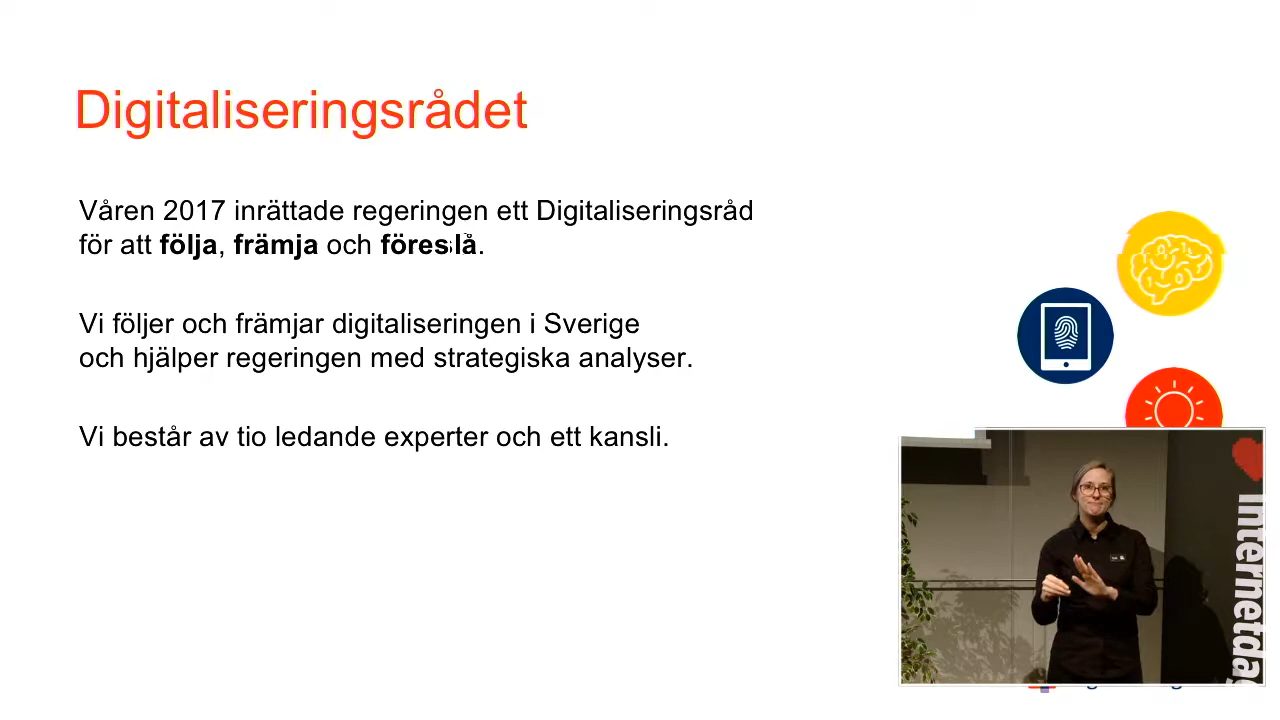 Digitaliseringsrådet
Våren 2017 inrättade regeringen ett Digitaliseringsråd
för att följa, främja och föreslå.
Vi följer och främjar digitaliseringen i Sverige
och hjälper regeringen med strategiska analyser.
Vi består av tio ledande experter och ett kansli.